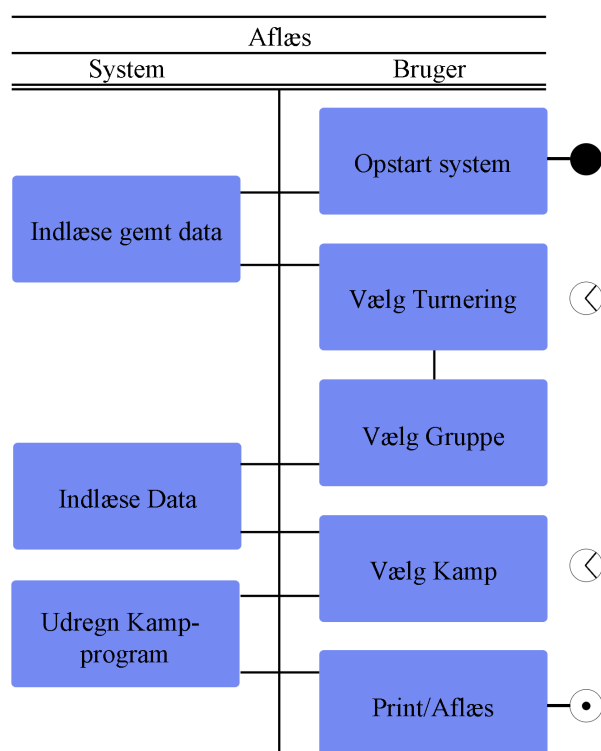 Aflæs
System
Bruger
Opstart system
Indlæse gemt data
Vælg Turnering
Vælg Gruppe
Indlæse Data
Vælg Kamp
Udregn Kamp-
program
Print/Aflæs